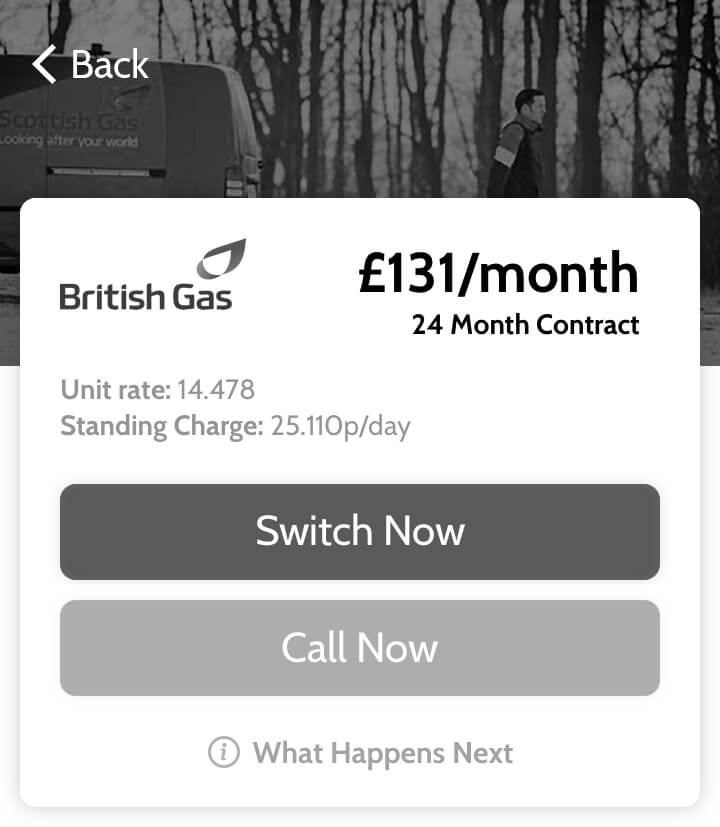 Back
Scottish Gas
Looking after your world
British Gas
£131/month
24 Month Contract
Unit rate: 14.478
Standing Charge: 25.110p/day
Switch Now
Call Now
What Happens Next